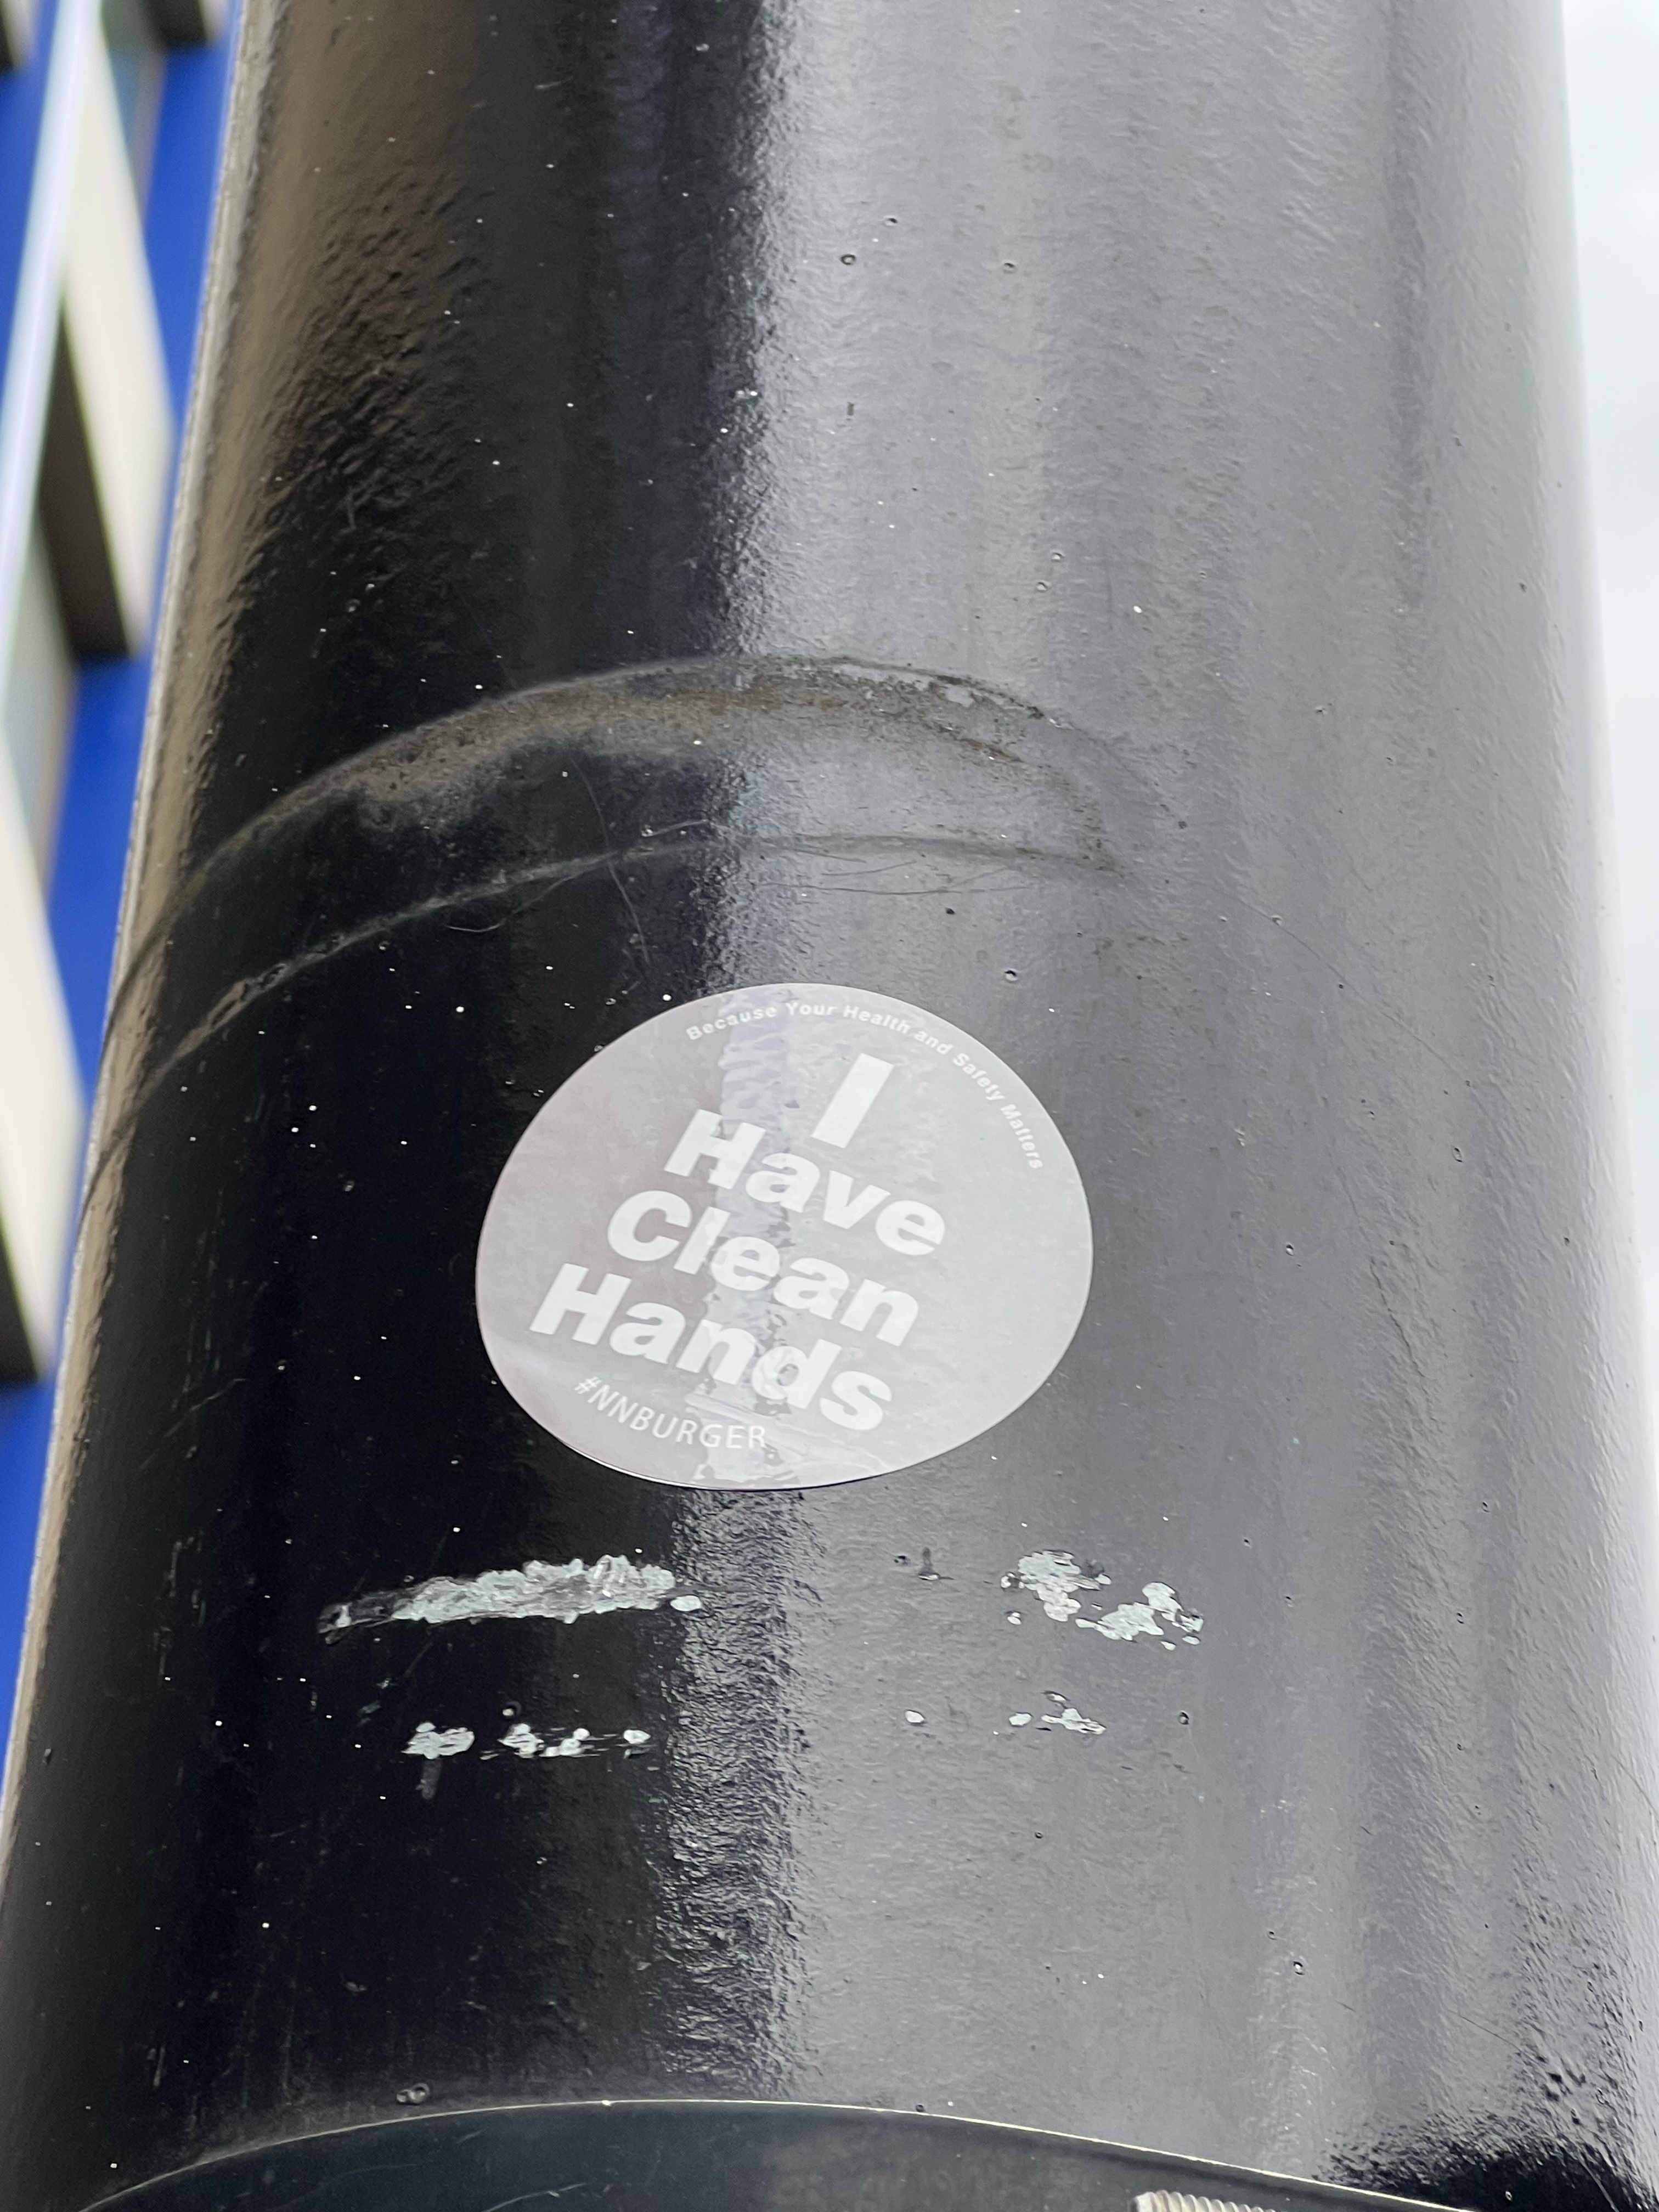 Because Your Health and Safety Matters
I
Have
Clean
Hands
#NNBURGER